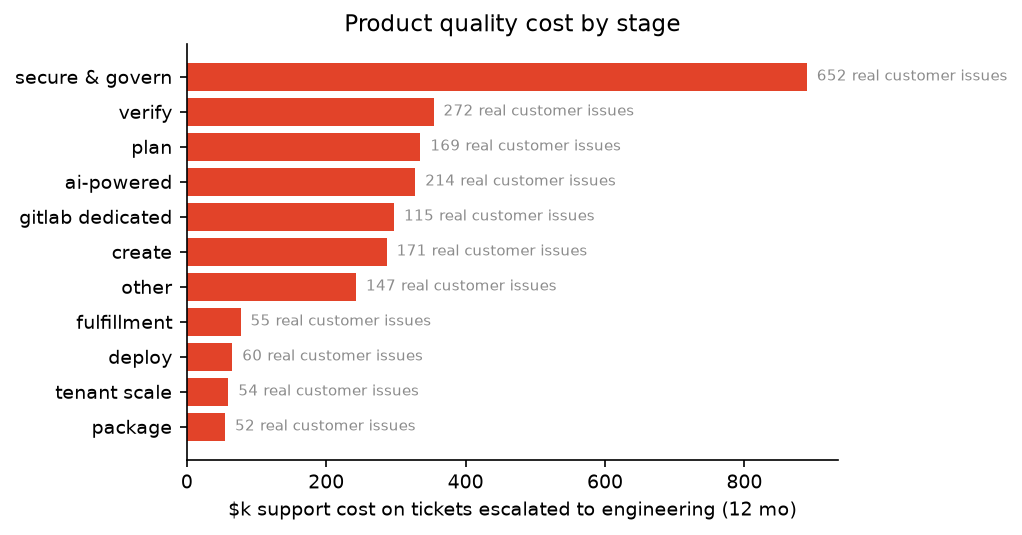 Product quality cost by stage
secure & govern 652 real customer issues
verify 272 real customer issues
plan 169 real customer issues
ai-powered 214 real customer issues
gitlab dedicated 115 real customer issues
create 171 real customer issues
other 147 real customer issues
fulfillment 55 real customer issues
deploy 60 real customer issues
tenant scale 54 real customer issues
package 52 real customer issues
0 200 400 600 800
$k support cost on tickets escalated to engineering (12 mo)